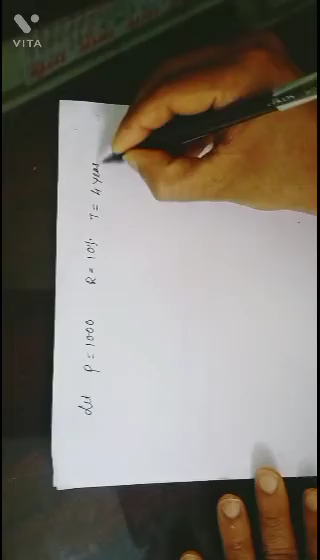 VITA
Let P = 1000 R = 10% T = 4 year